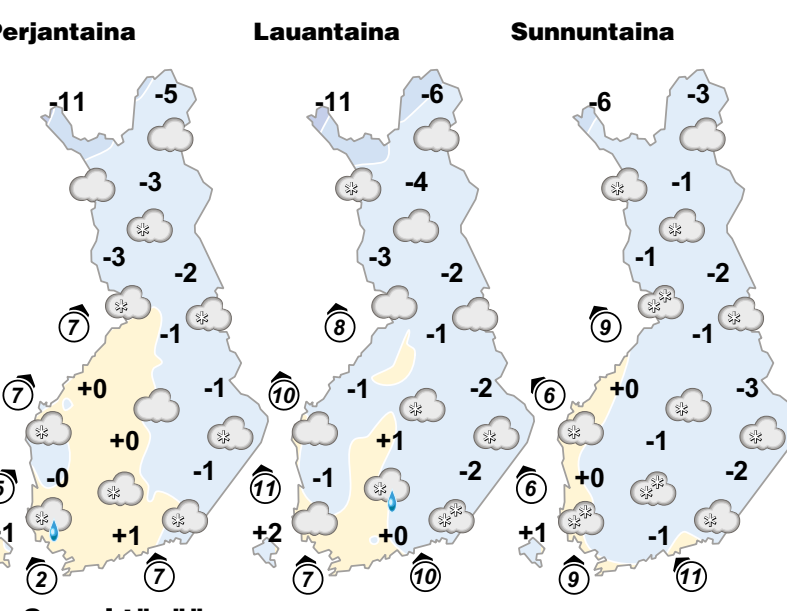 Perjantaina Lauantaina Sunnuntaina
-11 -5 -11 -6 -6 -3
-3 -4 -1
-3 -2 -3 -2 -1 -2
7 -1 8 -1 9 -1
7 +0 -1 10 -1 -2 6 +0 -3
+0 +1 -1
5 -0 -1 11 -1 -2 6 +0 -2
+1 +2 +0 +1 -1
2 7 7 10 9 11